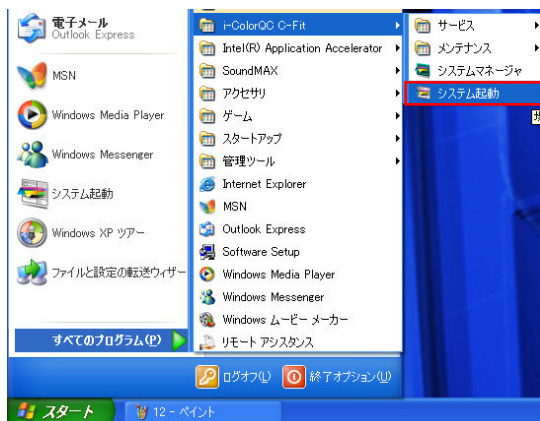 電子メール
Outlook Express
MSN
Windows Media Player
Windows Messenger
システム起動
Windows XP ツアー
ファイルと設定の転送ウィザー
すべてのプログラム(P)
i-ColorQC C-Fit
Intel(R) Application Accelerator
SoundMAX
アクセサリ
ゲーム
スタートアップ
管理ツール
Internet Explorer
MSN
Outlook Express
Software Setup
Windows Media Player
Windows Messenger
Windows ムービー メーカー
リモート アシスタンス
サービス
メンテナンス
システムマネージャ
システム起動
ログオフ(L)
終了オプション(U)
スタート
12 - ペイント